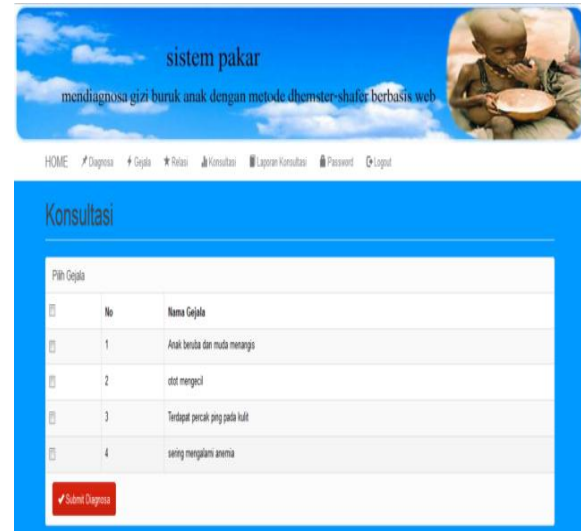 sistem pakar
mendiagnosa gizi buruk anak dengan metode dhemster-shafer berbasis web
HOME Diagnosa Gejala Relasi Konsultasi Laporan Konsultasi Password Logout
Konsultasi
Pilih Gejala
No Nama Gejala
1 Anak beruba dan muda menangis
2 otot mengecil
3 Terdapat percak ping pada kulit
4 sering mengalami anemia
Submit Diagnosa